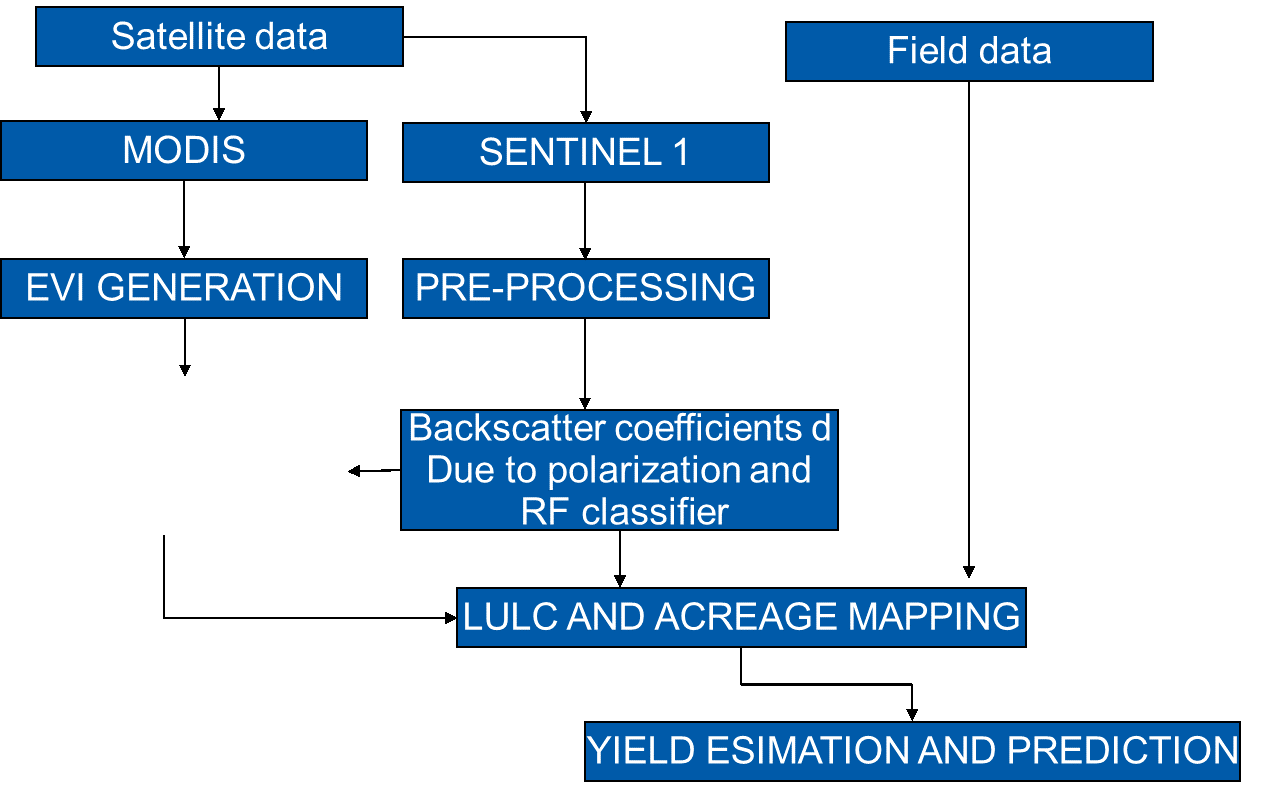 Satellite data
Field data
MODIS
SENTINEL 1
EVI GENERATION
PRE-PROCESSING
Backscatter coefficients d
Due to polarization and
RF classifier
LULC AND ACREAGE MAPPING
YIELD ESIMATION AND PREDICTION